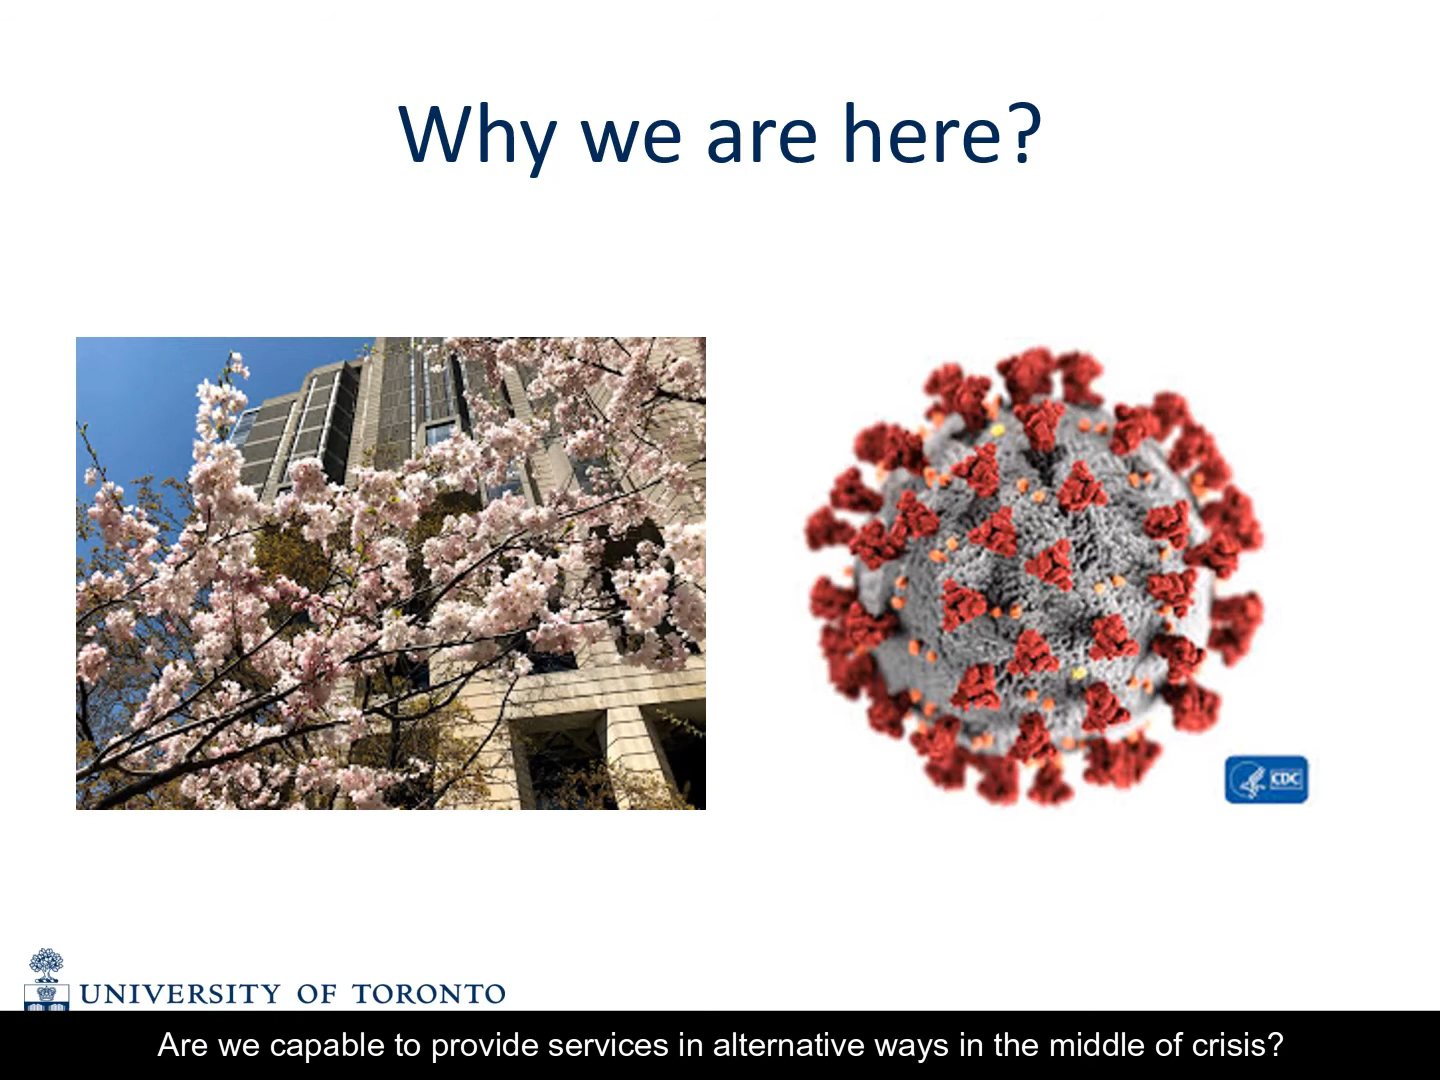 Why we are here?
CDC
UNIVERSITY OF TORONTO
Are we capable to provide services in alternative ways in the middle of crisis?